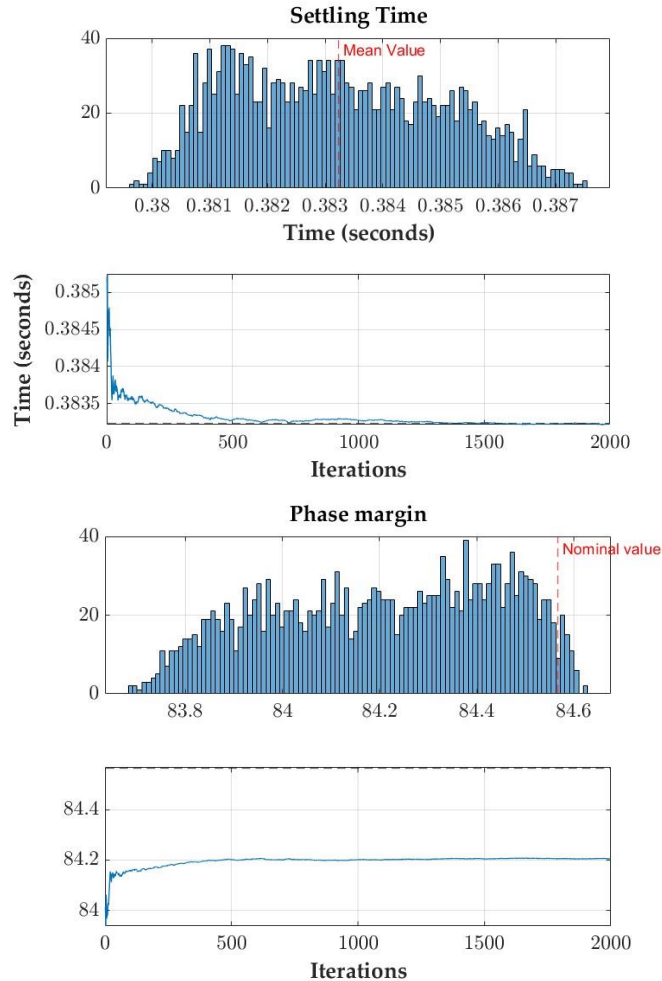 Settling Time
Mean Value
40
20
0
0.38 0.381 0.382 0.383 0.384 0.385 0.386 0.387
Time (seconds)
Time (seconds)
0.385
0.3845
0.384
0.3835
0 500 1000 1500 2000
Iterations
Phase margin
Nominal value
40
20
0
83.8 84 84.2 84.4 84.6
84.4
84.2
84
0 500 1000 1500 2000
Iterations